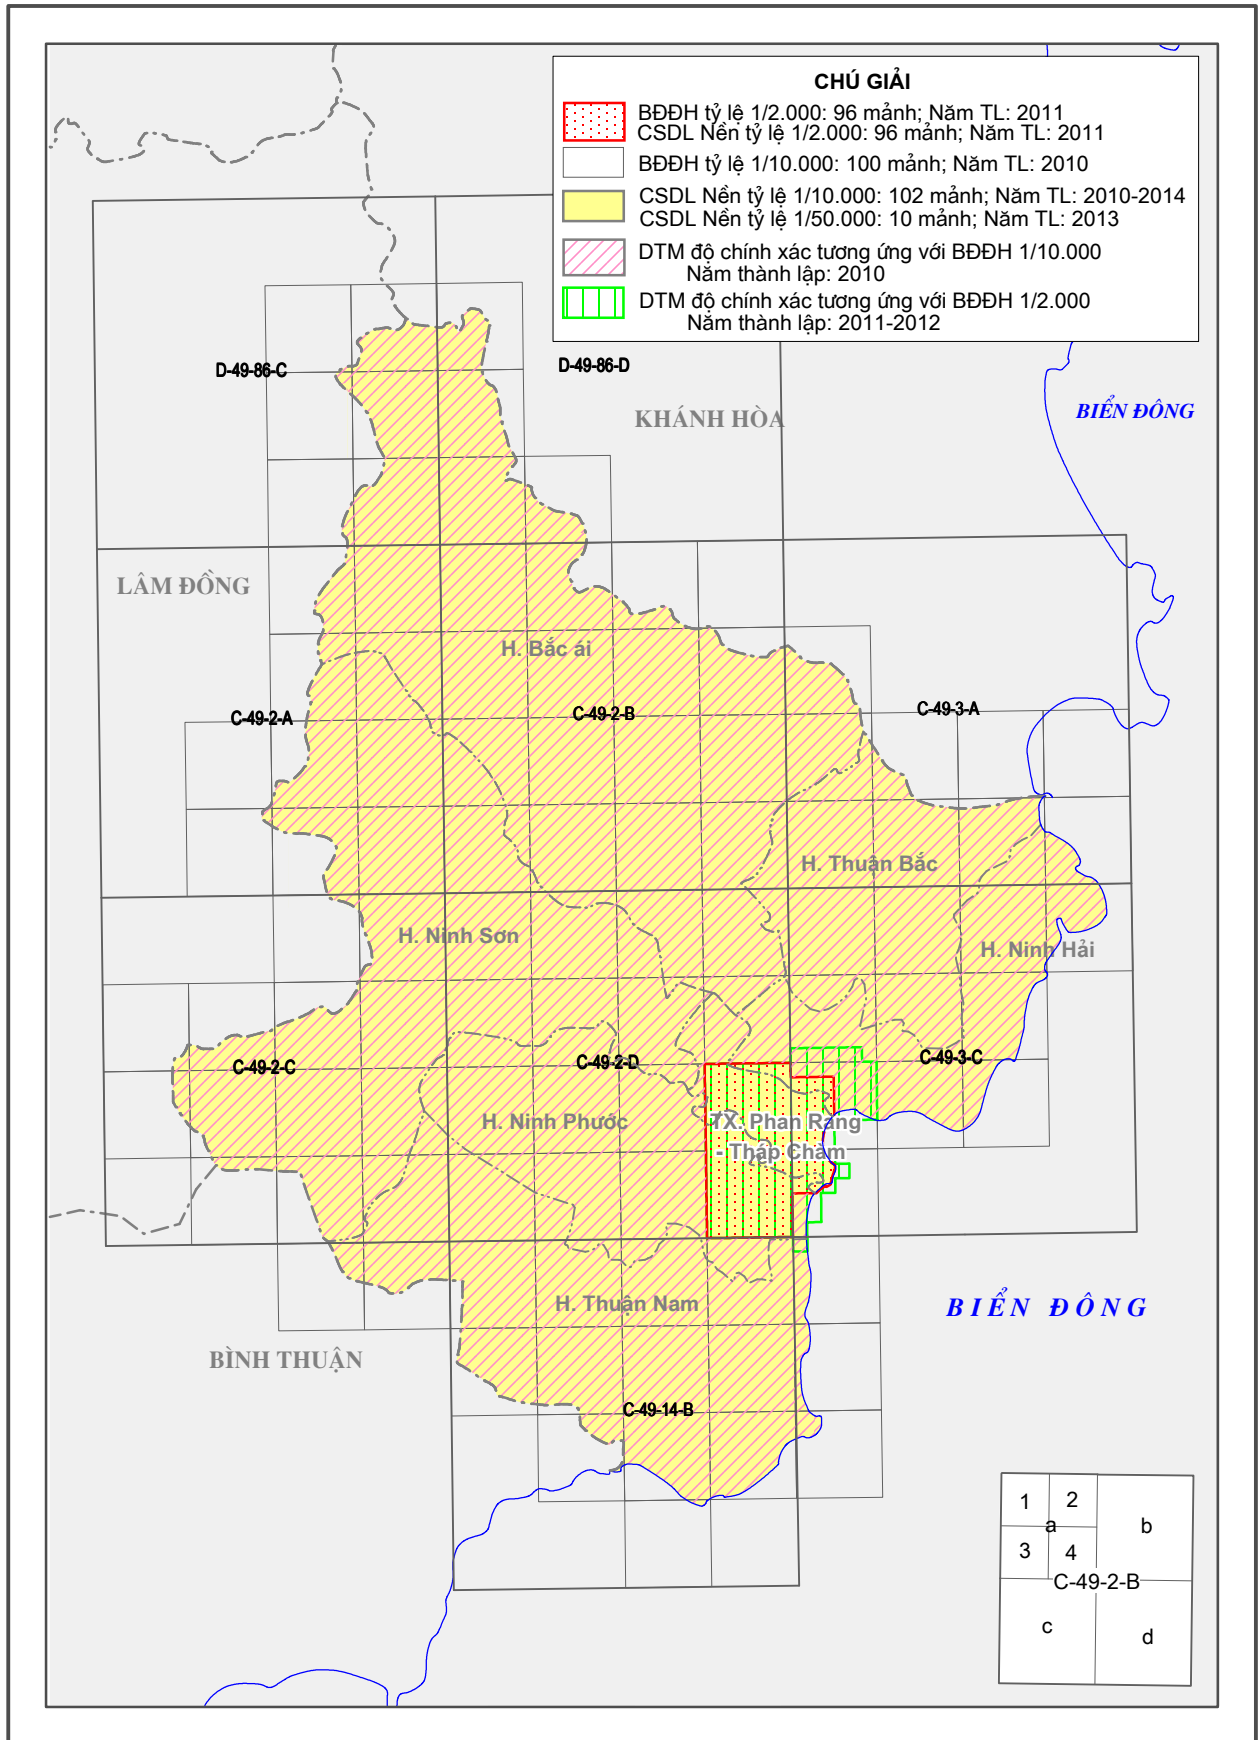 CHÚ GIẢI
BĐĐH tỷ lệ 1/2.000: 96 mảnh; Năm TL: 2011
CSDL Nền tỷ lệ 1/2.000: 96 mảnh; Năm TL: 2011
BĐĐH tỷ lệ 1/10.000: 100 mảnh; Năm TL: 2010
CSDL Nền tỷ lệ 1/10.000: 102 mảnh; Năm TL: 2010-2014
CSDL Nền tỷ lệ 1/50.000: 10 mảnh; Năm TL: 2013
DTM độ chính xác tương ứng với BĐĐH 1/10.000
Năm thành lập: 2010
DTM độ chính xác tương ứng với BĐĐH 1/2.000
Năm thành lập: 2011-2012
D-49-86-C
D-49-86-D
KHÁNH HÒA
BIỂN ĐÔNG
LÂM ĐỒNG
H. Bắc ái
C-49-2-A
C-49-2-B
C-49-3-A
H. Thuận Bắc
H. Ninh Sơn
H. Ninh Hải
C-49-2-C
C-49-2-D
C-49-3-C
H. Ninh Phước
TX. Phan Rang
- Tháp Chàm
H. Thuận Nam
BIỂN ĐÔNG
BÌNH THUẬN
C-49-14-B
1
2
a
b
3
4
C-49-2-B
c
d